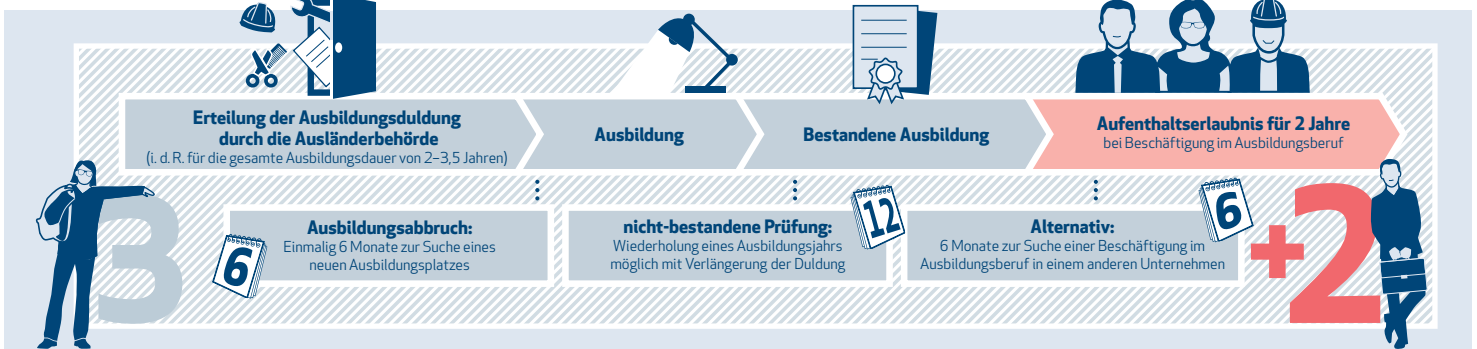 Erteilung der Ausbildungsduldung
durch die Ausländerbehörde
(i. d. R. für die gesamte Ausbildungsdauer von 2–3,5 Jahren)
Ausbildung
Bestandene Ausbildung
Aufenthaltserlaubnis für 2 Jahre
bei Beschäftigung im Ausbildungsberuf
3
6
Ausbildungsabbruch:
Einmalig 6 Monate zur Suche eines
neuen Ausbildungsplatzes
nicht-bestandene Prüfung:
Wiederholung eines Ausbildungsjahrs
möglich mit Verlängerung der Duldung
12
Alternativ:
6 Monate zur Suche einer Beschäftigung im
Ausbildungsberuf in einem anderen Unternehmen
6
+2